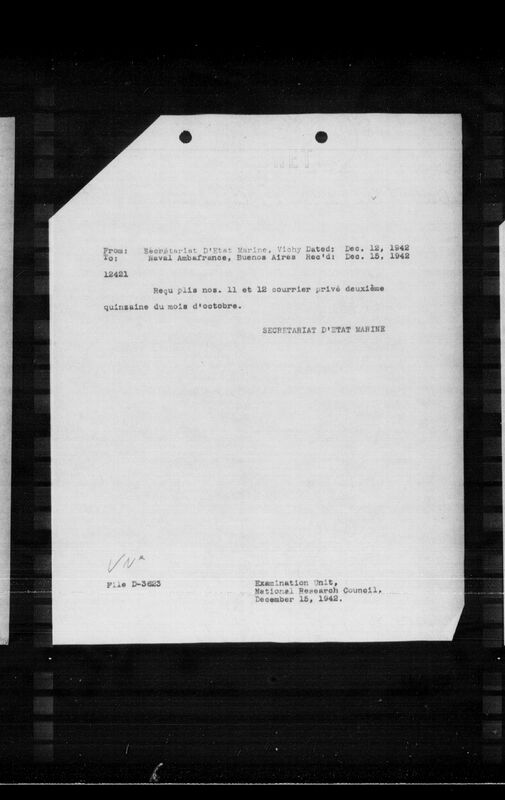 From: Secrétariat D'Etat Marine, Vichy Dated: Dec. 12, 1942
To: Naval Ambafrance, Buenos Aires Rec'd: Dec. 15, 1942
12421
Reçu plis nos. 11 et 12 courrier privé deuxième
quinzaine du mois d'octobre.
SECRETARIAT D'ETAT MARINE
File D-3623
Examination Unit,
National Research Council,
December 15, 1942.